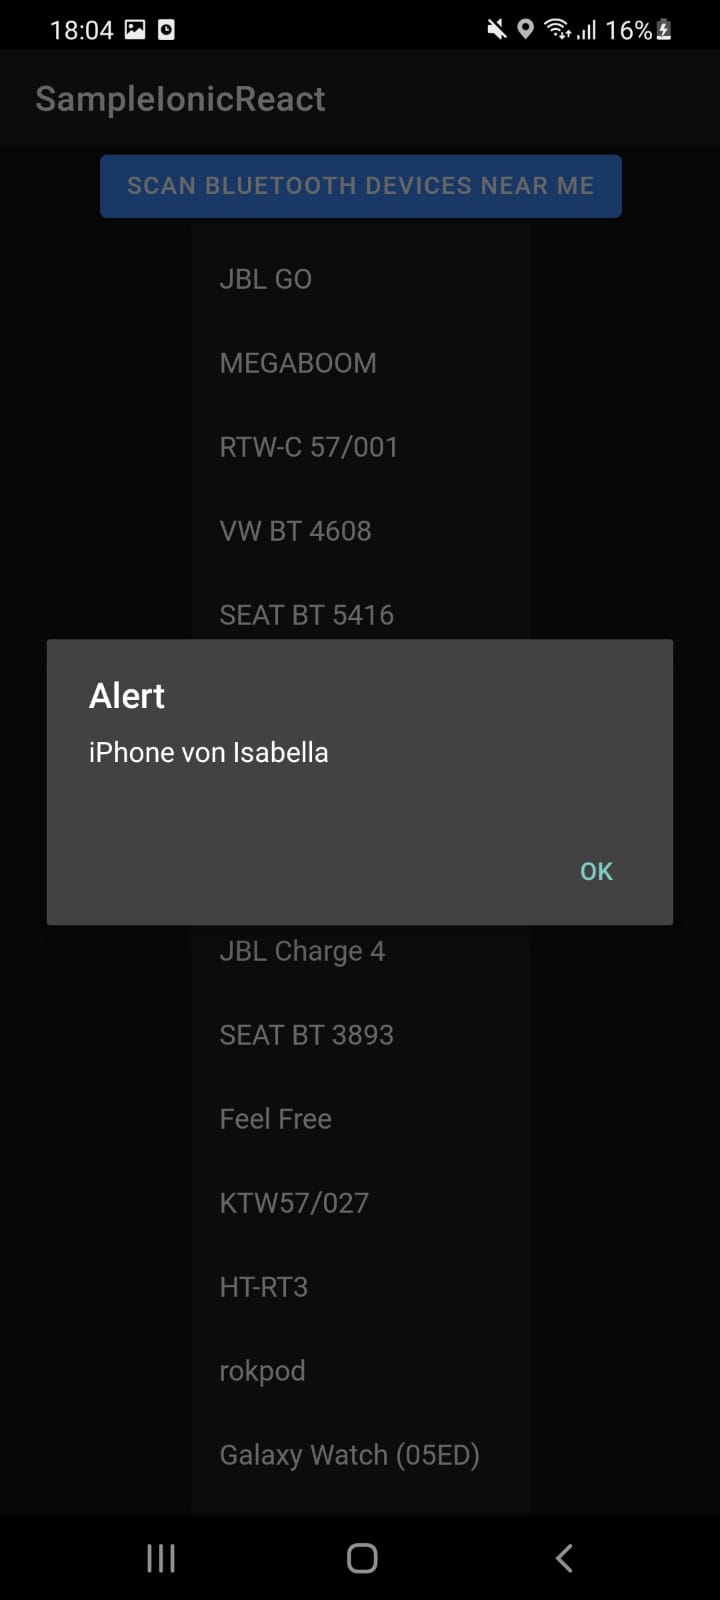 18:04 16%
SampleIonicReact
SCAN BLUETOOTH DEVICES NEAR ME
JBL GO
MEGABOOM
RTW-C 57/001
VW BT 4608
SEAT BT 5416
Alert
iPhone von Isabella
OK
JBL Charge 4
SEAT BT 3893
Feel Free
KTW57/027
HT-RT3
rokpod
Galaxy Watch (05ED)